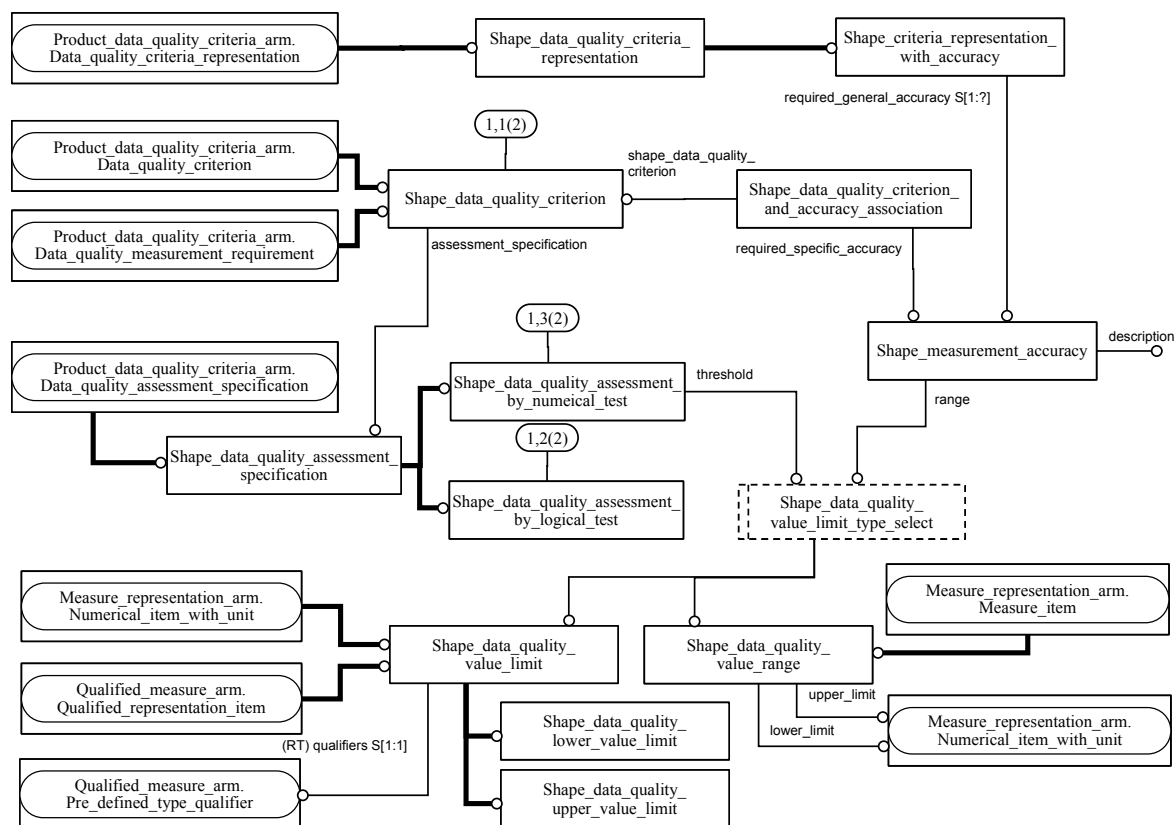 Product_data_quality_criteria_arm.
Data_quality_criteria_representation
Shape_data_quality_criteria_
representation
Shape_criteria_representation_
with_accuracy
required_general_accuracy S[1:?]
1,1(2)
Product_data_quality_criteria_arm.
Data_quality_criterion
shape_data_quality_
criterion
Shape_data_quality_criterion
Shape_data_quality_criterion_
and_accuracy_association
Product_data_quality_criteria_arm.
Data_quality_measurement_requirement
assessment_specification
required_specific_accuracy
1,3(2)
Shape_measurement_accuracy
description
Product_data_quality_criteria_arm.
Data_quality_assessment_specification
Shape_data_quality_assessment_
by_numeical_test
threshold
range
1,2(2)
Shape_data_quality_assessment_
specification
Shape_data_quality_assessment_
by_logical_test
Shape_data_quality_
value_limit_type_select
Measure_representation_arm.
Numerical_item_with_unit
Measure_representation_arm.
Measure_item
Shape_data_quality_
value_limit
Shape_data_quality_
value_range
Qualified_measure_arm.
Qualified_representation_item
upper_limit
lower_limit
Measure_representation_arm.
Numerical_item_with_unit
(RT) qualifiers S[1:1]
Shape_data_quality_
lower_value_limit
Qualified_measure_arm.
Pre_defined_type_qualifier
Shape_data_quality_
upper_value_limit